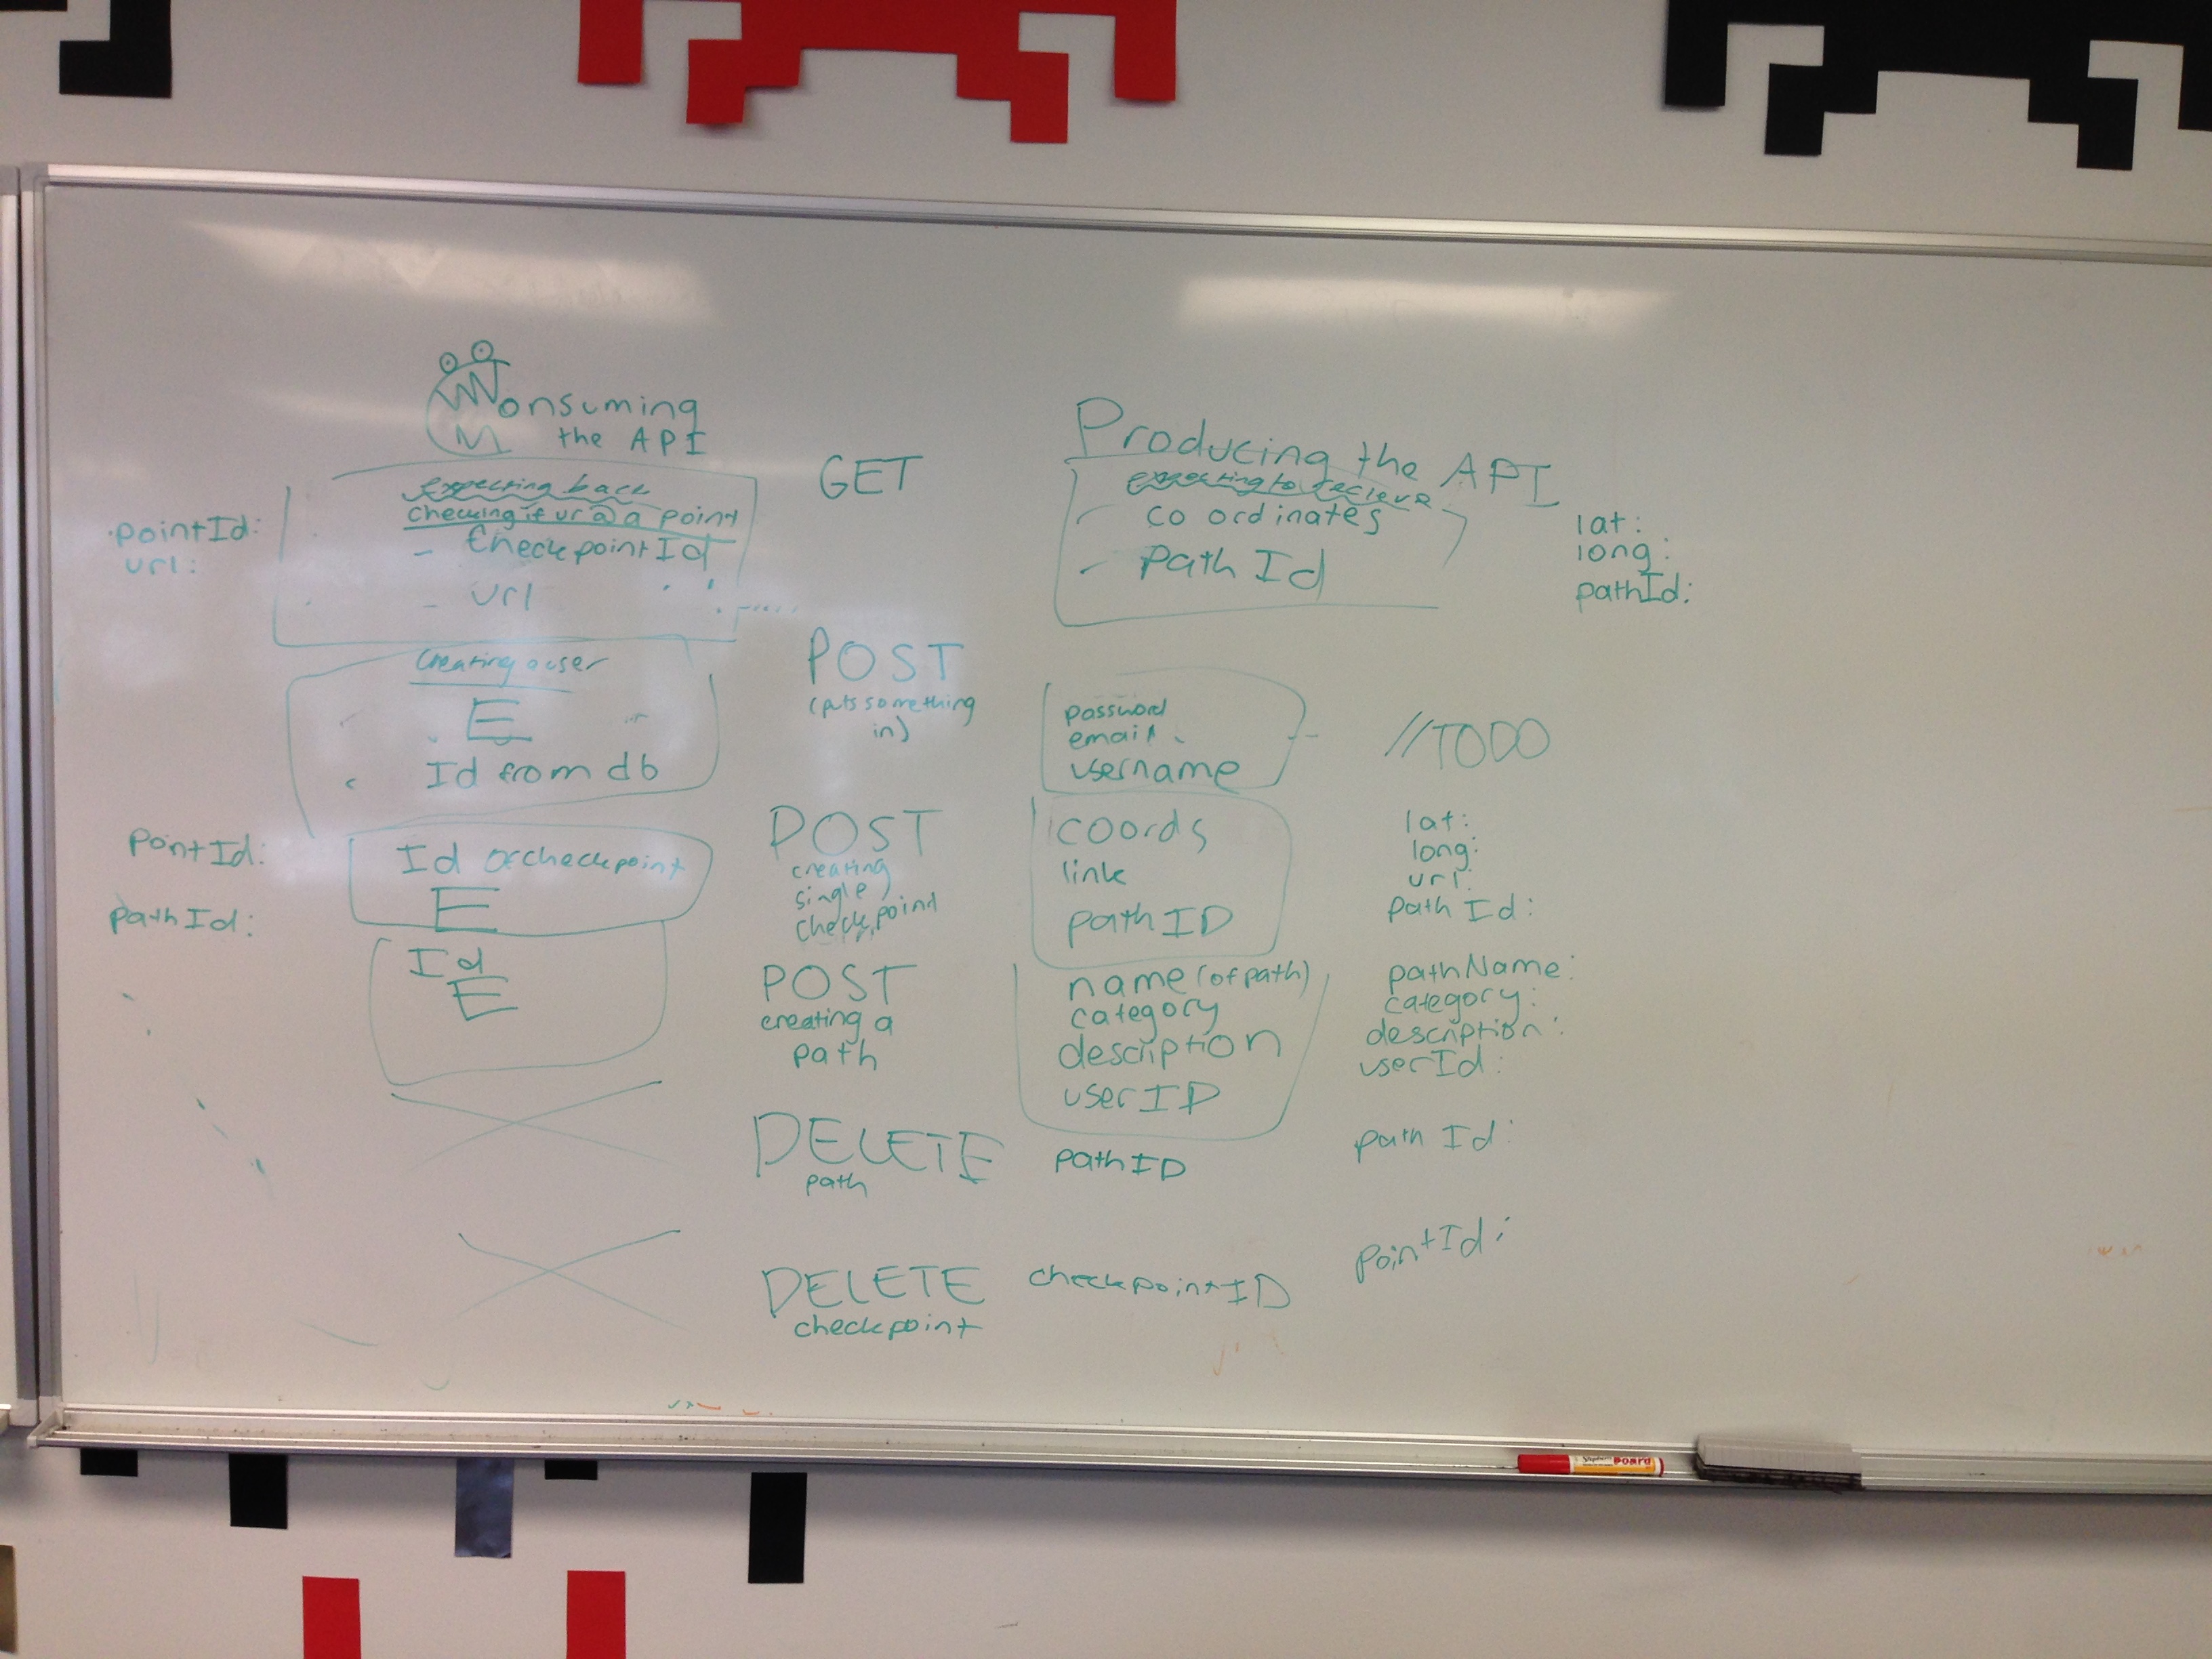 Consuming
the API
expecting back
checking if ur @ a point
- CheckpointId
- url
pointId:
url:
GET
Producing the API
expecting to recieve
- co ordinates
- Path Id
lat:
long:
pathId:
Creating a user
E
Id from db
POST
(puts something
in)
password
email
username
//TODO
PointId:
pathId:
Id of checkpoint
E
POST
creating
single
checkpoint
coords
link
pathID
lat:
long:
url:
path Id:
Id
E
POST
creating a
path
name (of path)
category
description
userID
pathName:
category:
description:
userId:
DELETE
path
pathID
path Id:
DELETE
checkpoint
checkpointID
pointId:
BOARD